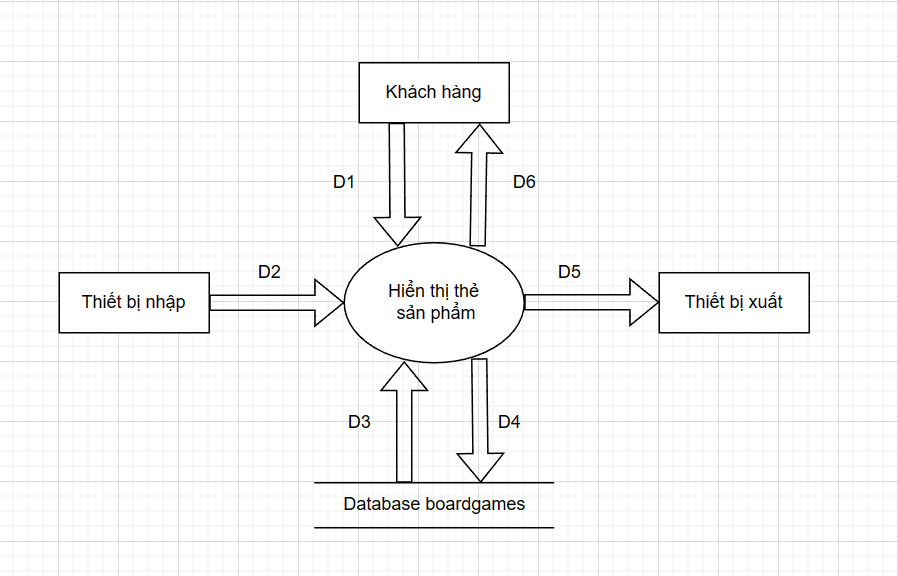 Khách hàng
D1
D6
D2
D5
Thiết bị nhập
Hiển thị thẻ
sản phẩm
Thiết bị xuất
D3
D4
Database boardgames